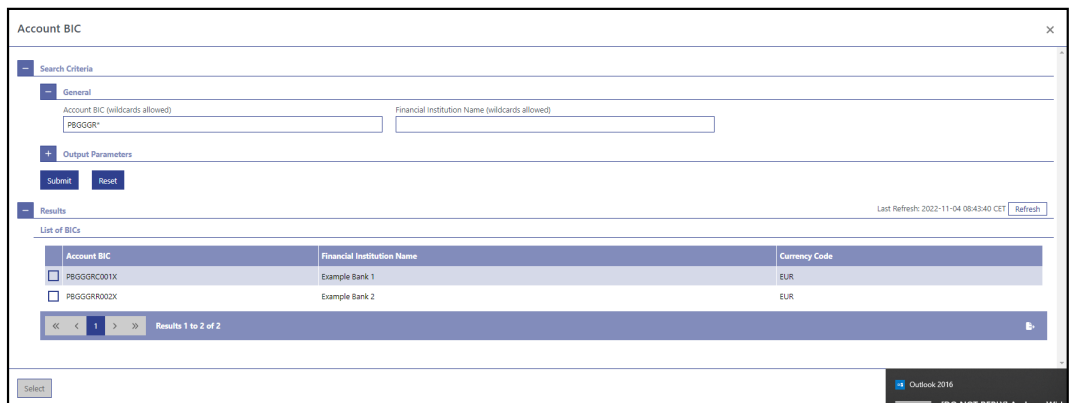 Account BIC
Search Criteria
General
Account BIC (wildcards allowed) Financial Institution Name (wildcards allowed)
PBGGGR*
Output Parameters
Submit Reset
Results Last Refresh: 2022-11-04 08:43:40 CET Refresh
List of BICs
Account BIC Financial Institution Name Currency Code
PBGGGRC001X Example Bank 1 EUR
PBGGGRR002X Example Bank 2 EUR
1 Results 1 to 2 of 2
Select
Outlook 2016